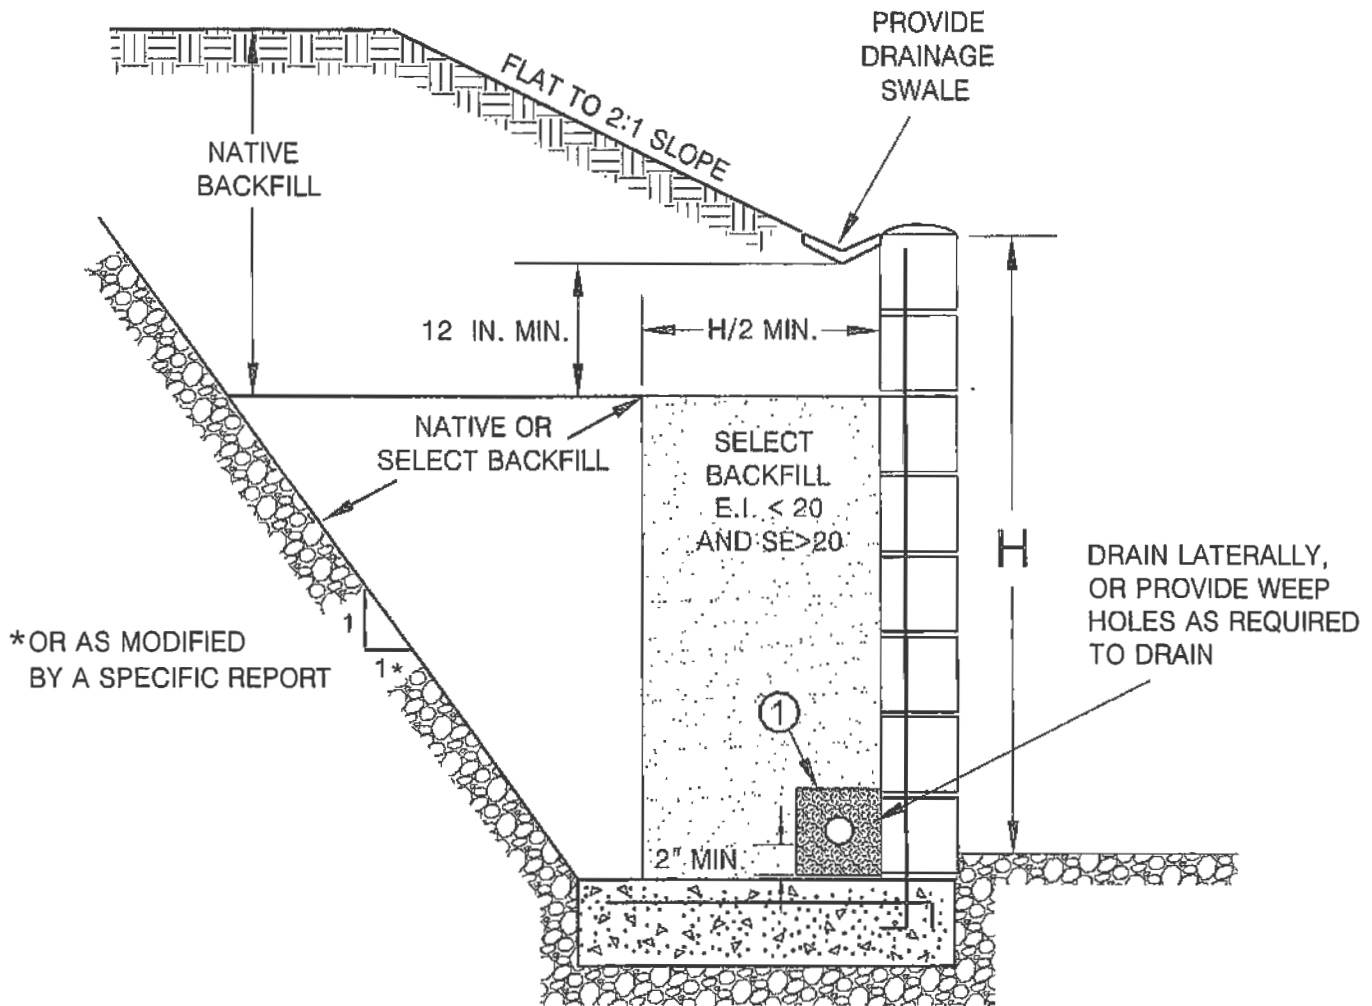 PROVIDE
DRAINAGE
SWALE
FLAT TO 2:1 SLOPE
NATIVE
BACKFILL
12 IN. MIN.
H/2 MIN.
NATIVE OR
SELECT BACKFILL
SELECT
BACKFILL
E.I. < 20
AND SE>20
H
DRAIN LATERALLY,
OR PROVIDE WEEP
HOLES AS REQUIRED
TO DRAIN
1
1*
*OR AS MODIFIED
BY A SPECIFIC REPORT
1
2" MIN